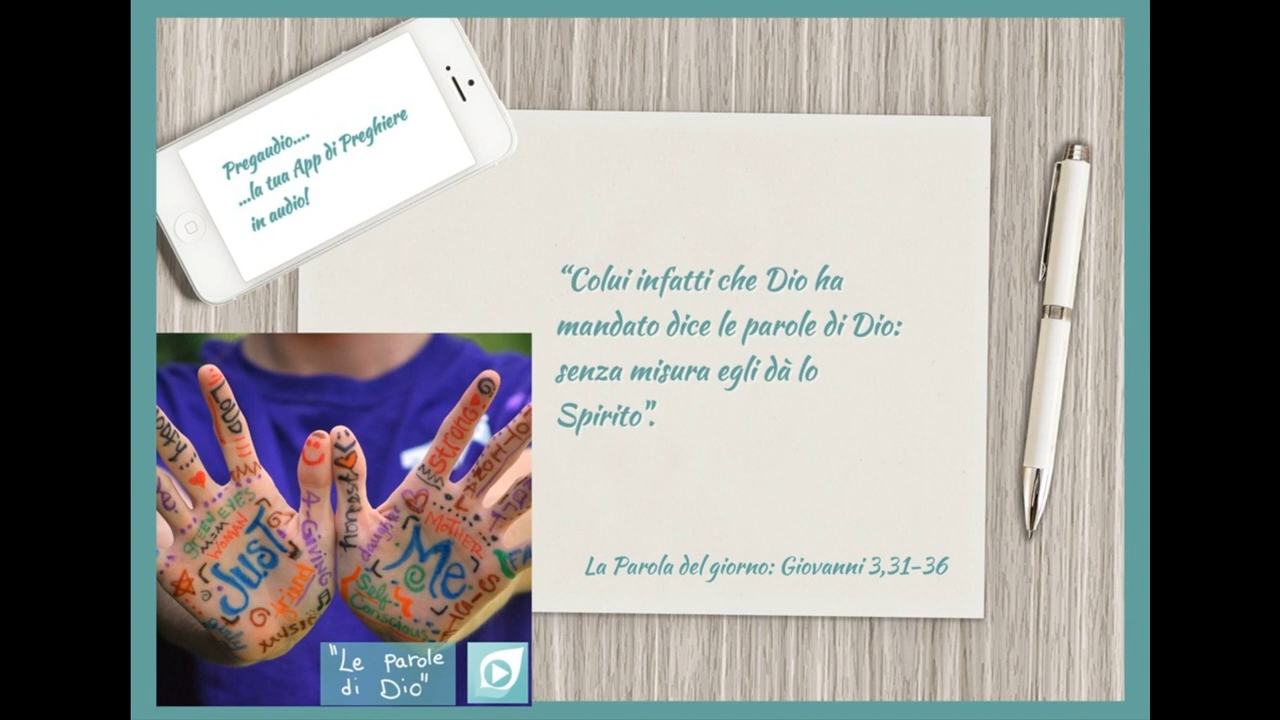 Pregaudio....
...la tua App di Preghiere
in audio!
“Colui infatti che Dio ha
mandato dice le parole di Dio:
senza misura egli dà lo
Spirito”.
La Parola del giorno: Giovanni 3,31-36
LOUD!!!
GREEN EYES
WOMAN
JUST
A-GIVING
friend
music
honest
daughter
Strong
MOTHER
Me
Self-
Conscious
"Le parole
di Dio"